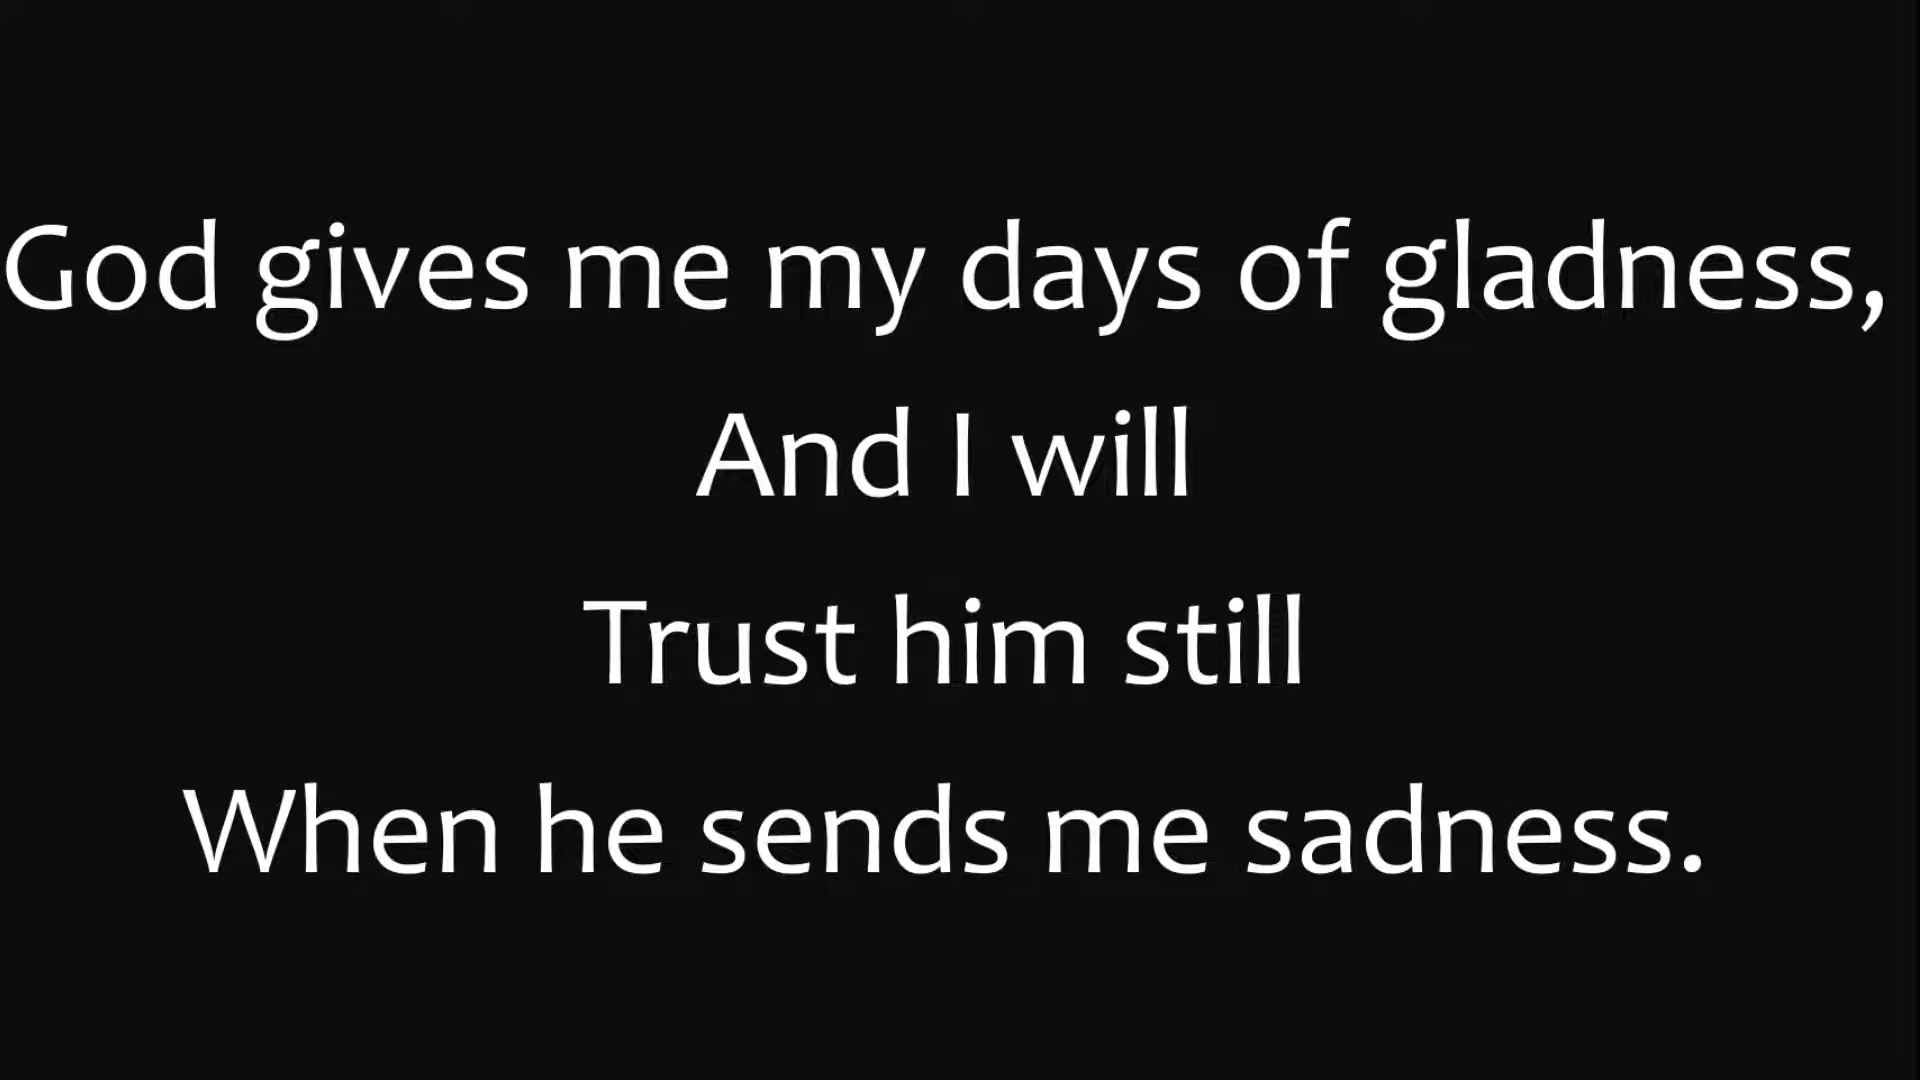 God gives me my days of gladness,
And I will
Trust him still
When he sends me sadness.